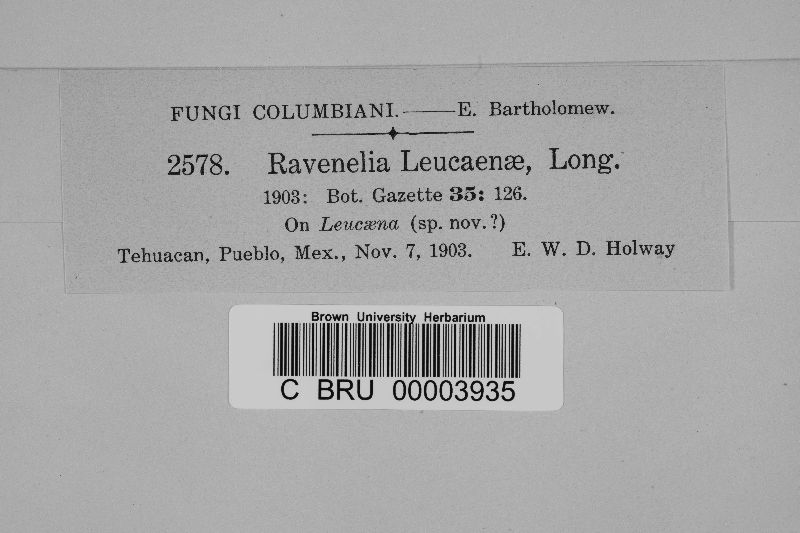 FUNGI COLUMBIANI.——E. Bartholomew.
2578. Ravenelia Leucaenæ, Long.
1903: Bot. Gazette 35: 126.
On Leucæna (sp. nov.?)
Tehuacan, Pueblo, Mex., Nov. 7, 1903. E. W. D. Holway
Brown University Herbarium
C BRU 00003935